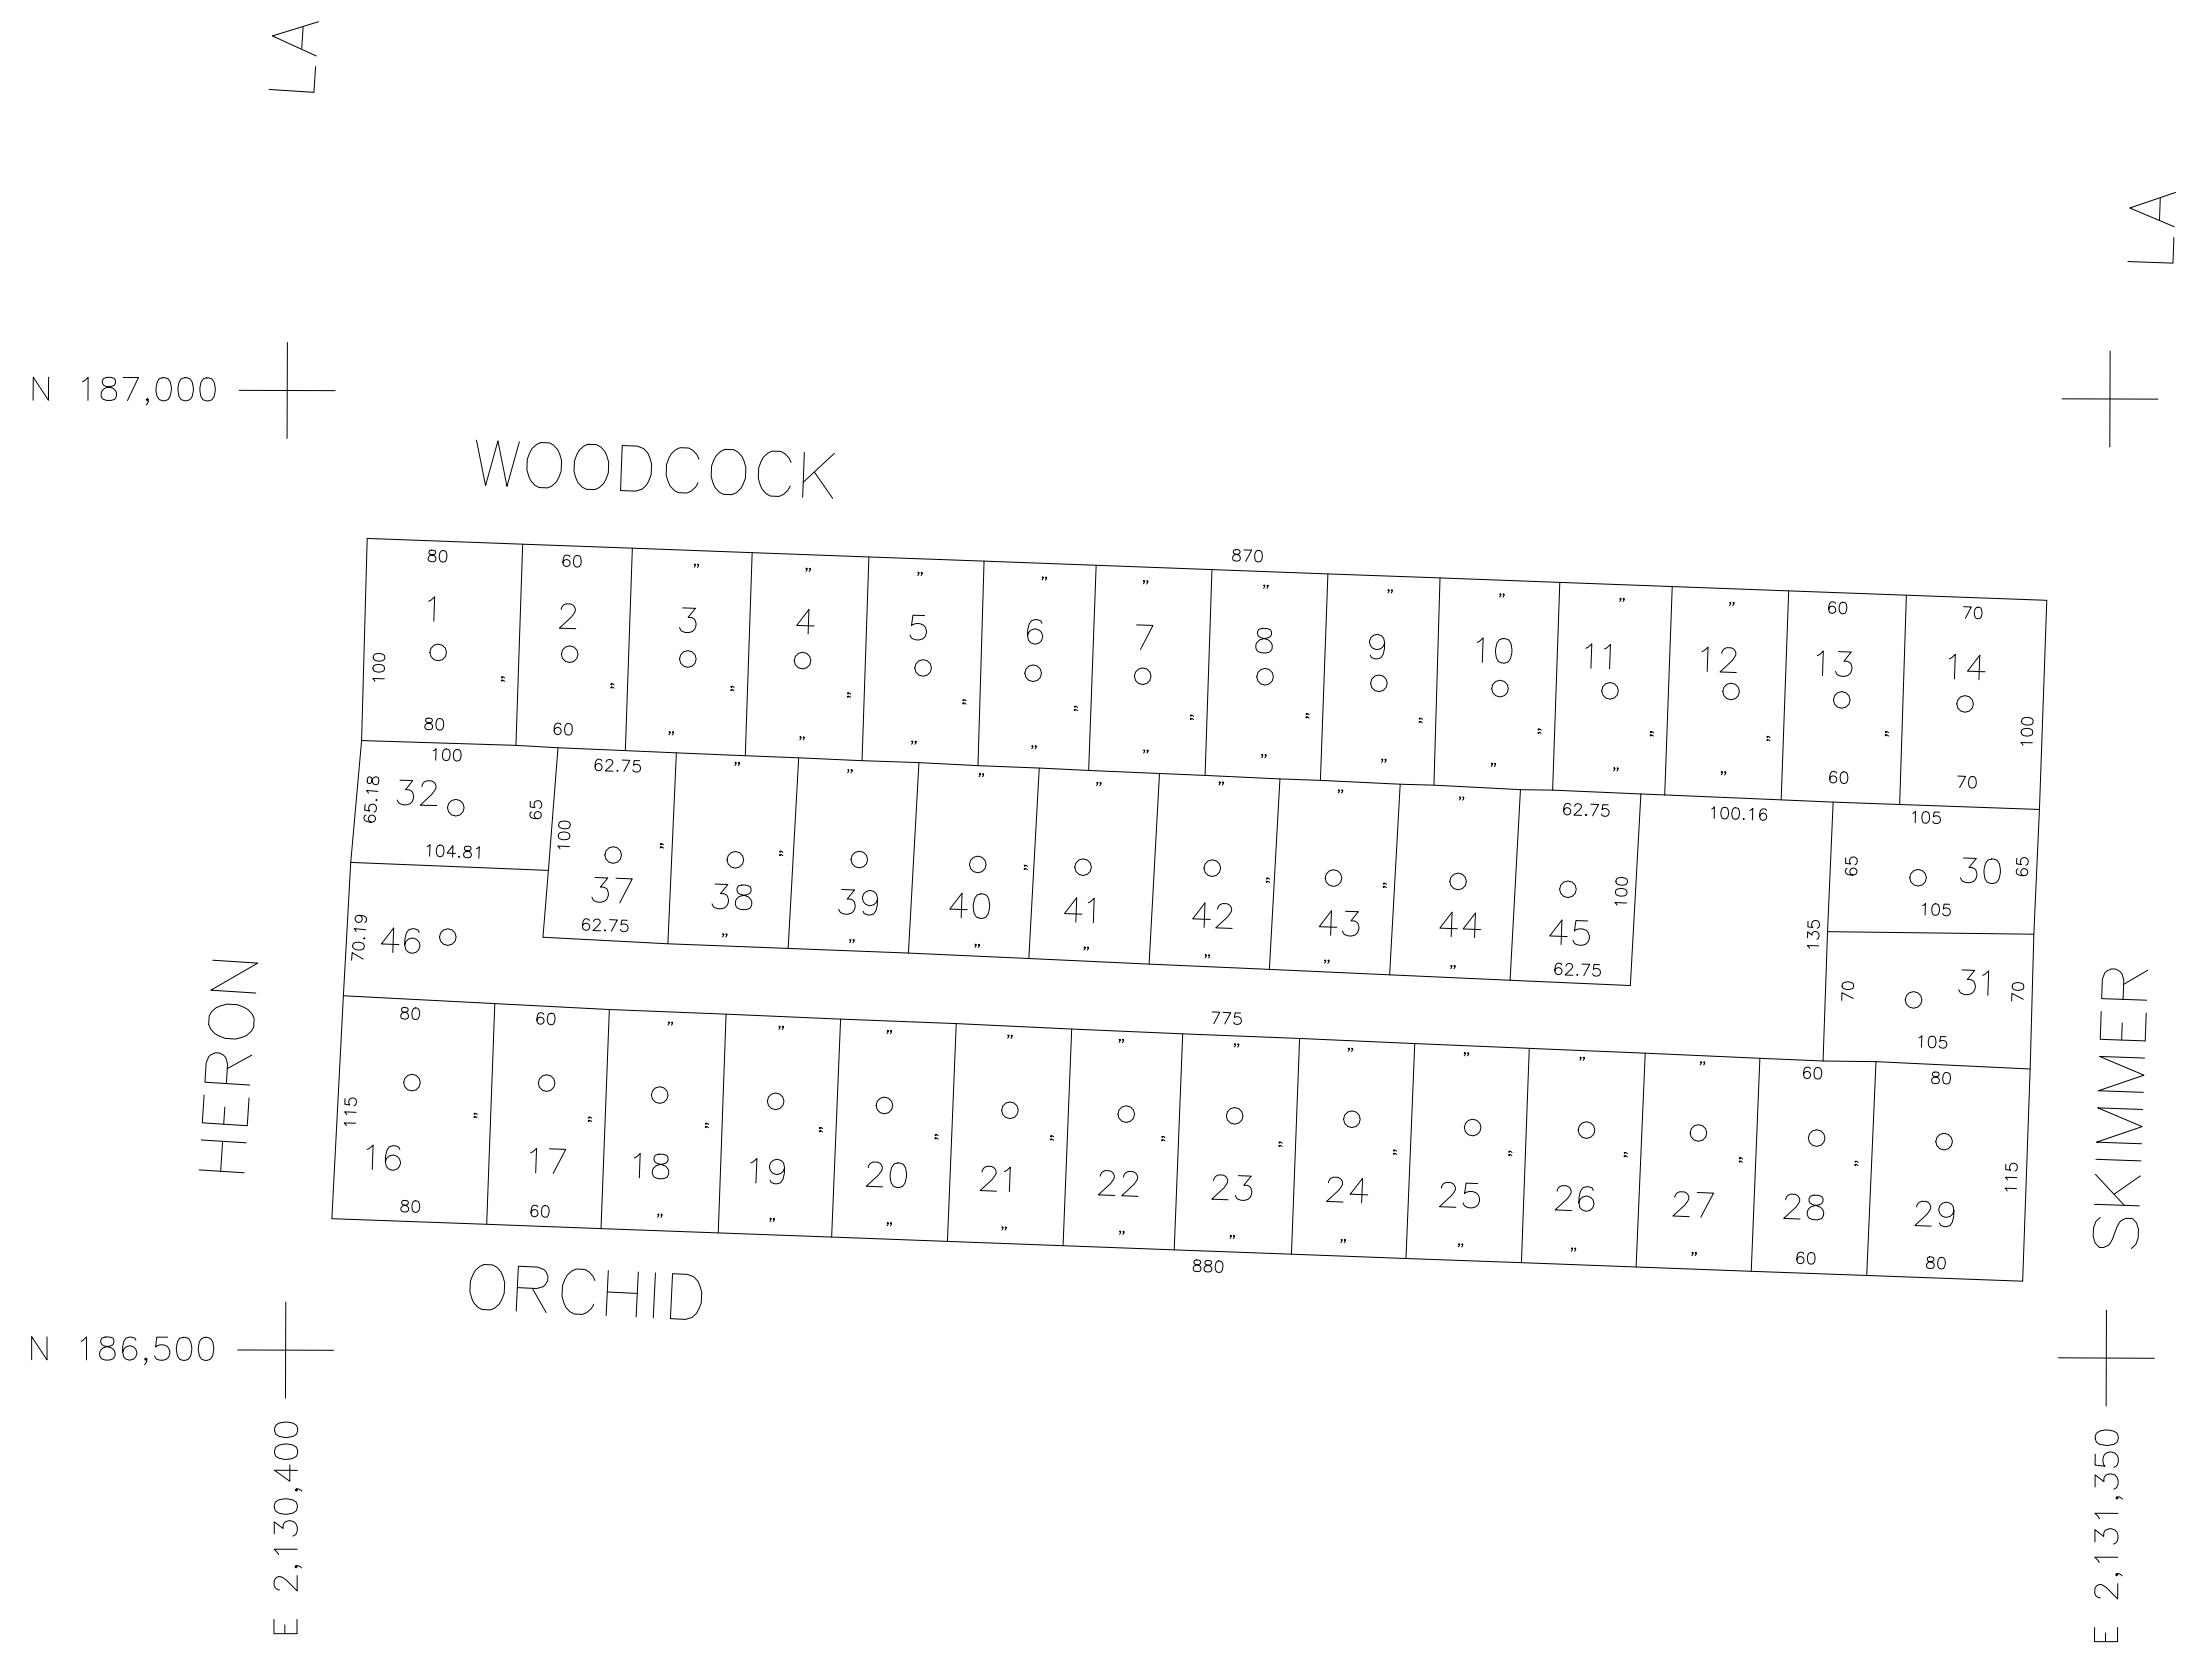 LA
LA
N 187,000
WOODCOCK
870
80 60 " " " " " " " " " " 60 70
1 2 3 4 5 6 7 8 9 10 11 12 13 14
100 " " " " " " " " " " " " " 100
80 60 " " " " " " " " " " 60 70
100 62.75 " " " " " " " 62.75 100.16 105
65.18 32 65 100 " " " " " 100 65 30 65
104.81 105
37 38 39 40 41 42 43 44 45
70.19 46 62.75 " " " " " " " 62.75 135
70 31 70
105
775
80 60 " " " " " " " " " " 60 80
115 " " " " " " " " " " " " " 115
16 17 18 19 20 21 22 23 24 25 26 27 28 29
80 60 " " " " " " " " " " 60 80
880
HERON
SKIMMER
ORCHID
N 186,500
E 2,130,400
E 2,131,350